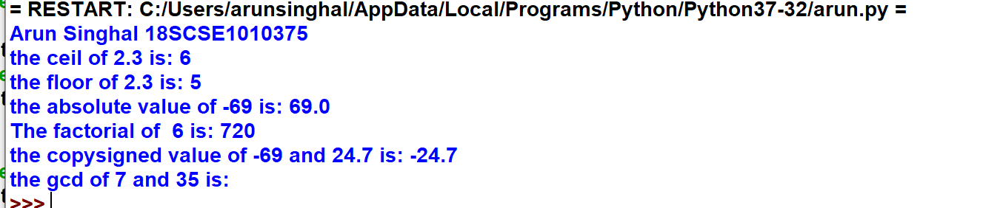 = RESTART: C:/Users/arunsinghal/AppData/Local/Programs/Python/Python37-32/arun.py =
Arun Singhal 18SCSE1010375
the ceil of 2.3 is: 6
the floor of 2.3 is: 5
the absolute value of -69 is: 69.0
The factorial of  6 is: 720
the copysigned value of -69 and 24.7 is: -24.7
the gcd of 7 and 35 is:
>>>